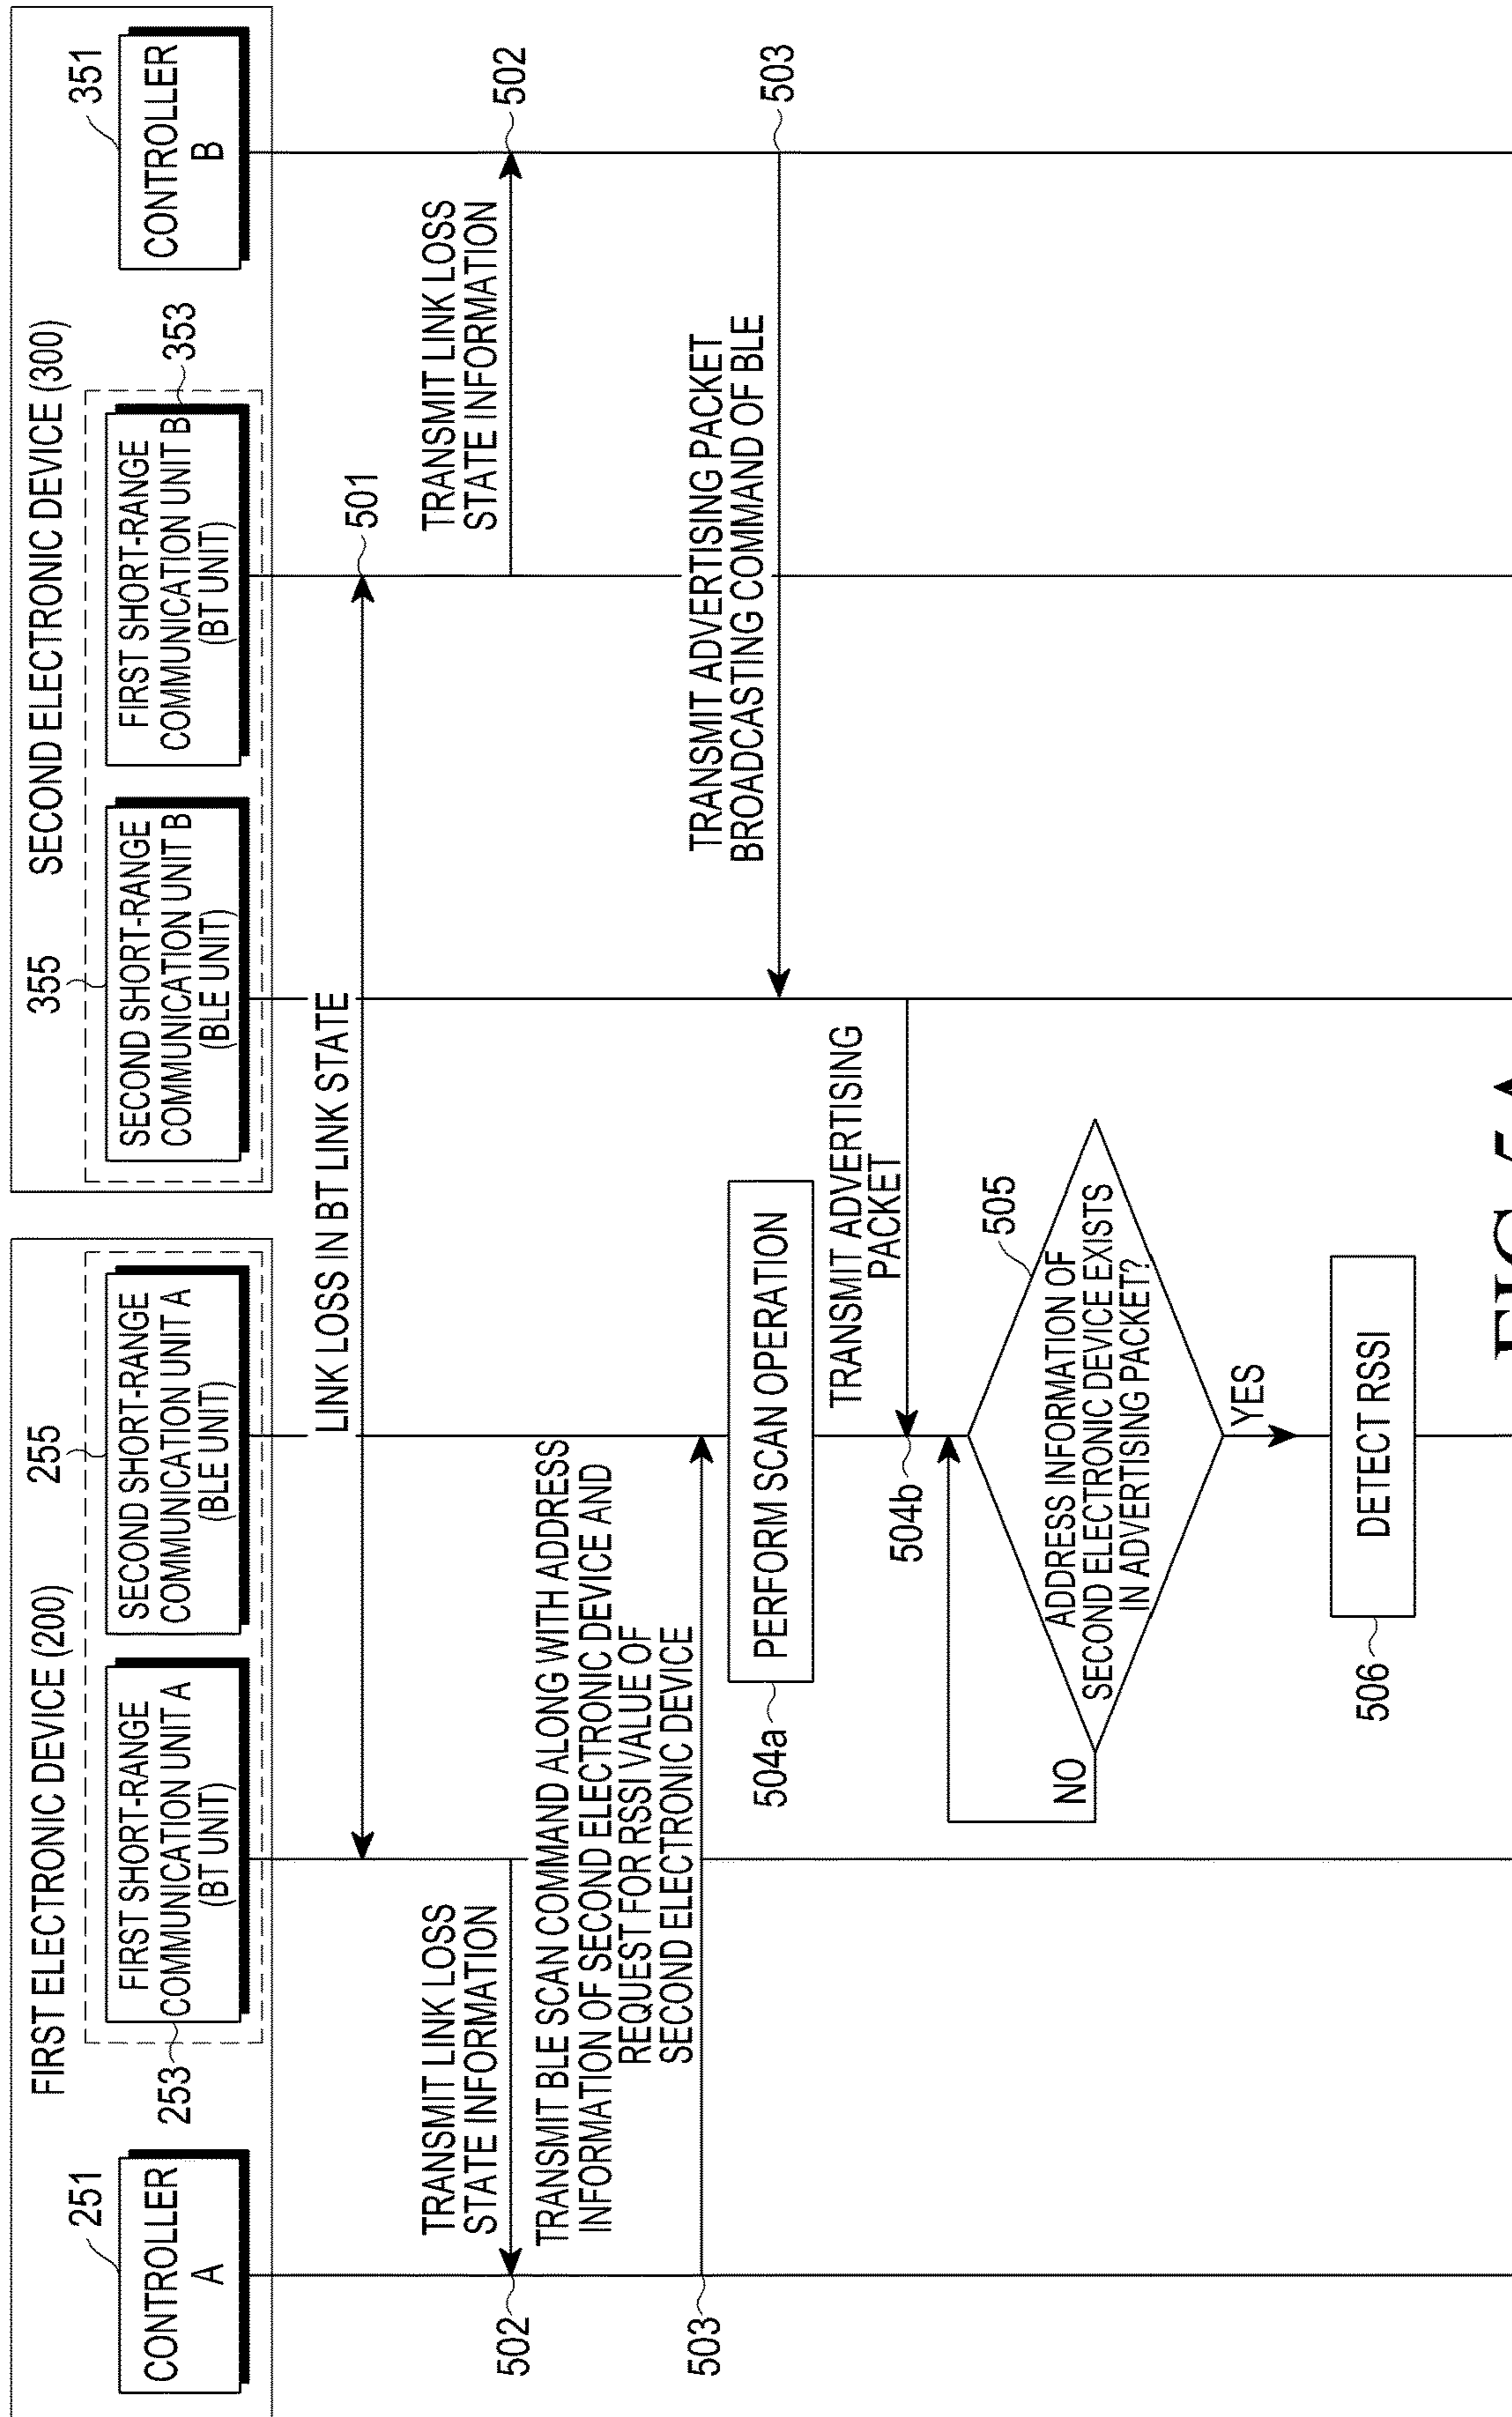 FIRST ELECTRONIC DEVICE (200)
SECOND ELECTRONIC DEVICE (300)
251
CONTROLLER
A
253
FIRST SHORT-RANGE
COMMUNICATION UNIT A
(BT UNIT)
255
SECOND SHORT-RANGE
COMMUNICATION UNIT A
(BLE UNIT)
355
SECOND SHORT-RANGE
COMMUNICATION UNIT B
(BLE UNIT)
353
FIRST SHORT-RANGE
COMMUNICATION UNIT B
(BT UNIT)
351
CONTROLLER
B
LINK LOSS IN BT LINK STATE
501
TRANSMIT LINK LOSS
STATE INFORMATION
502
TRANSMIT LINK LOSS
STATE INFORMATION
502
TRANSMIT BLE SCAN COMMAND ALONG WITH ADDRESS
INFORMATION OF SECOND ELECTRONIC DEVICE AND
REQUEST FOR RSSI VALUE OF
SECOND ELECTRONIC DEVICE
503
TRANSMIT ADVERTISING PACKET
BROADCASTING COMMAND OF BLE
503
504a
PERFORM SCAN OPERATION
TRANSMIT ADVERTISING
PACKET
504b
505
ADDRESS INFORMATION OF
SECOND ELECTRONIC DEVICE EXISTS
IN ADVERTISING PACKET?
NO
YES
506
DETECT RSSI